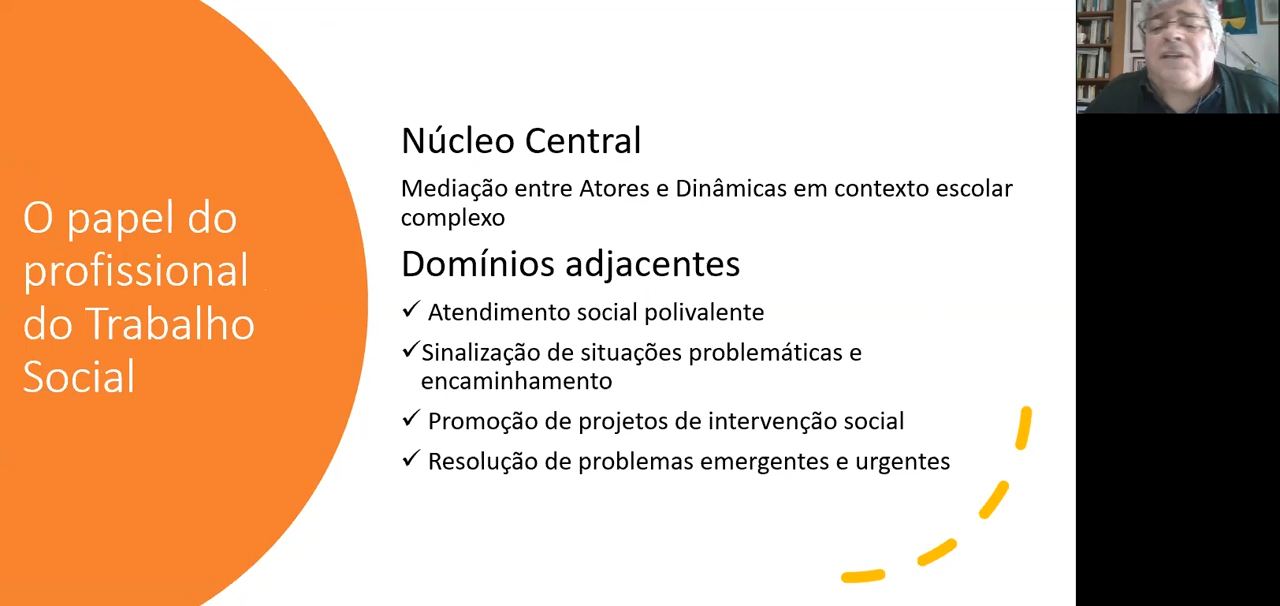 O papel do
profissional
do Trabalho
Social
Núcleo Central
Mediação entre Atores e Dinâmicas em contexto escolar
complexo
Domínios adjacentes
✓ Atendimento social polivalente
✓Sinalização de situações problemáticas e
encaminhamento
✓ Promoção de projetos de intervenção social
✓ Resolução de problemas emergentes e urgentes